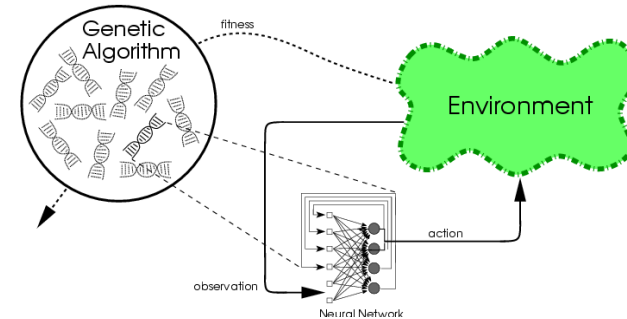 Genetic
Algorithm
fitness
Environment
action
observation
Neural Network